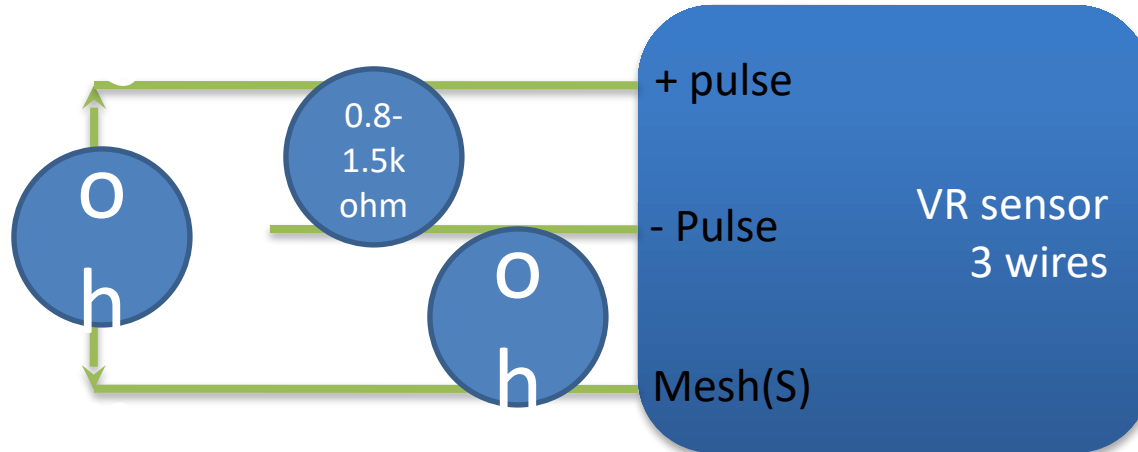 + pulse
0.8-
1.5k
ohm
o
h
- Pulse
VR sensor
3 wires
o
h
Mesh(S)